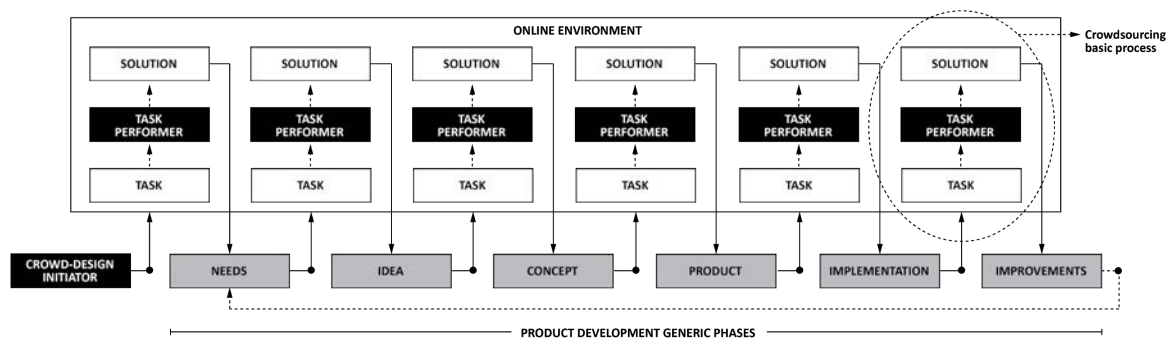 ONLINE ENVIRONMENT
Crowdsourcing
basic process
SOLUTION
SOLUTION
SOLUTION
SOLUTION
SOLUTION
SOLUTION
TASK
PERFORMER
TASK
PERFORMER
TASK
PERFORMER
TASK
PERFORMER
TASK
PERFORMER
TASK
PERFORMER
TASK
TASK
TASK
TASK
TASK
TASK
CROWD-DESIGN
INITIATOR
NEEDS
IDEA
CONCEPT
PRODUCT
IMPLEMENTATION
IMPROVEMENTS
PRODUCT DEVELOPMENT GENERIC PHASES